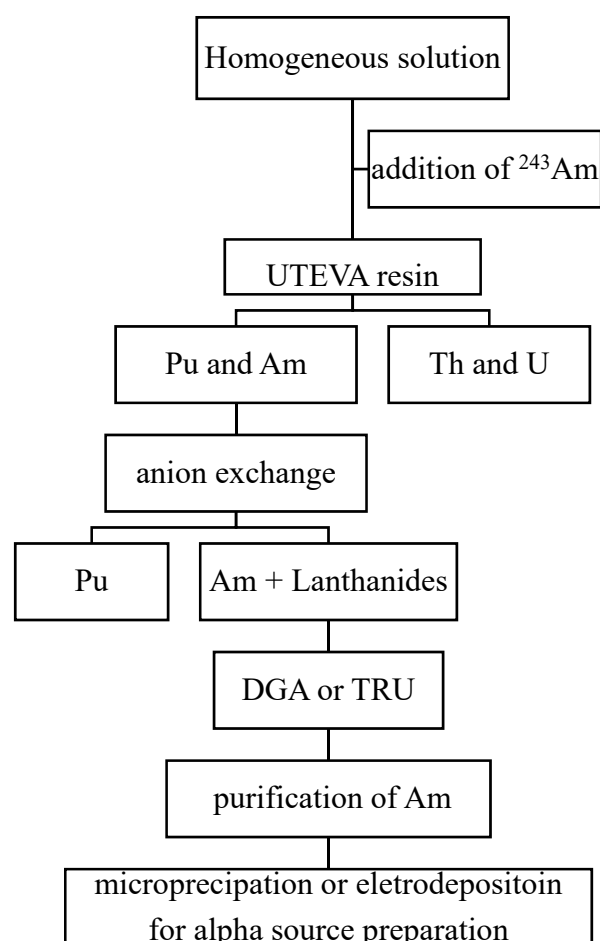 Homogeneous solution
addition of ²⁴³Am
UTEVA resin
Pu and Am
Th and U
anion exchange
Pu
Am + Lanthanides
DGA or TRU
purification of Am
microprecipation or eletrodepositoin
for alpha source preparation